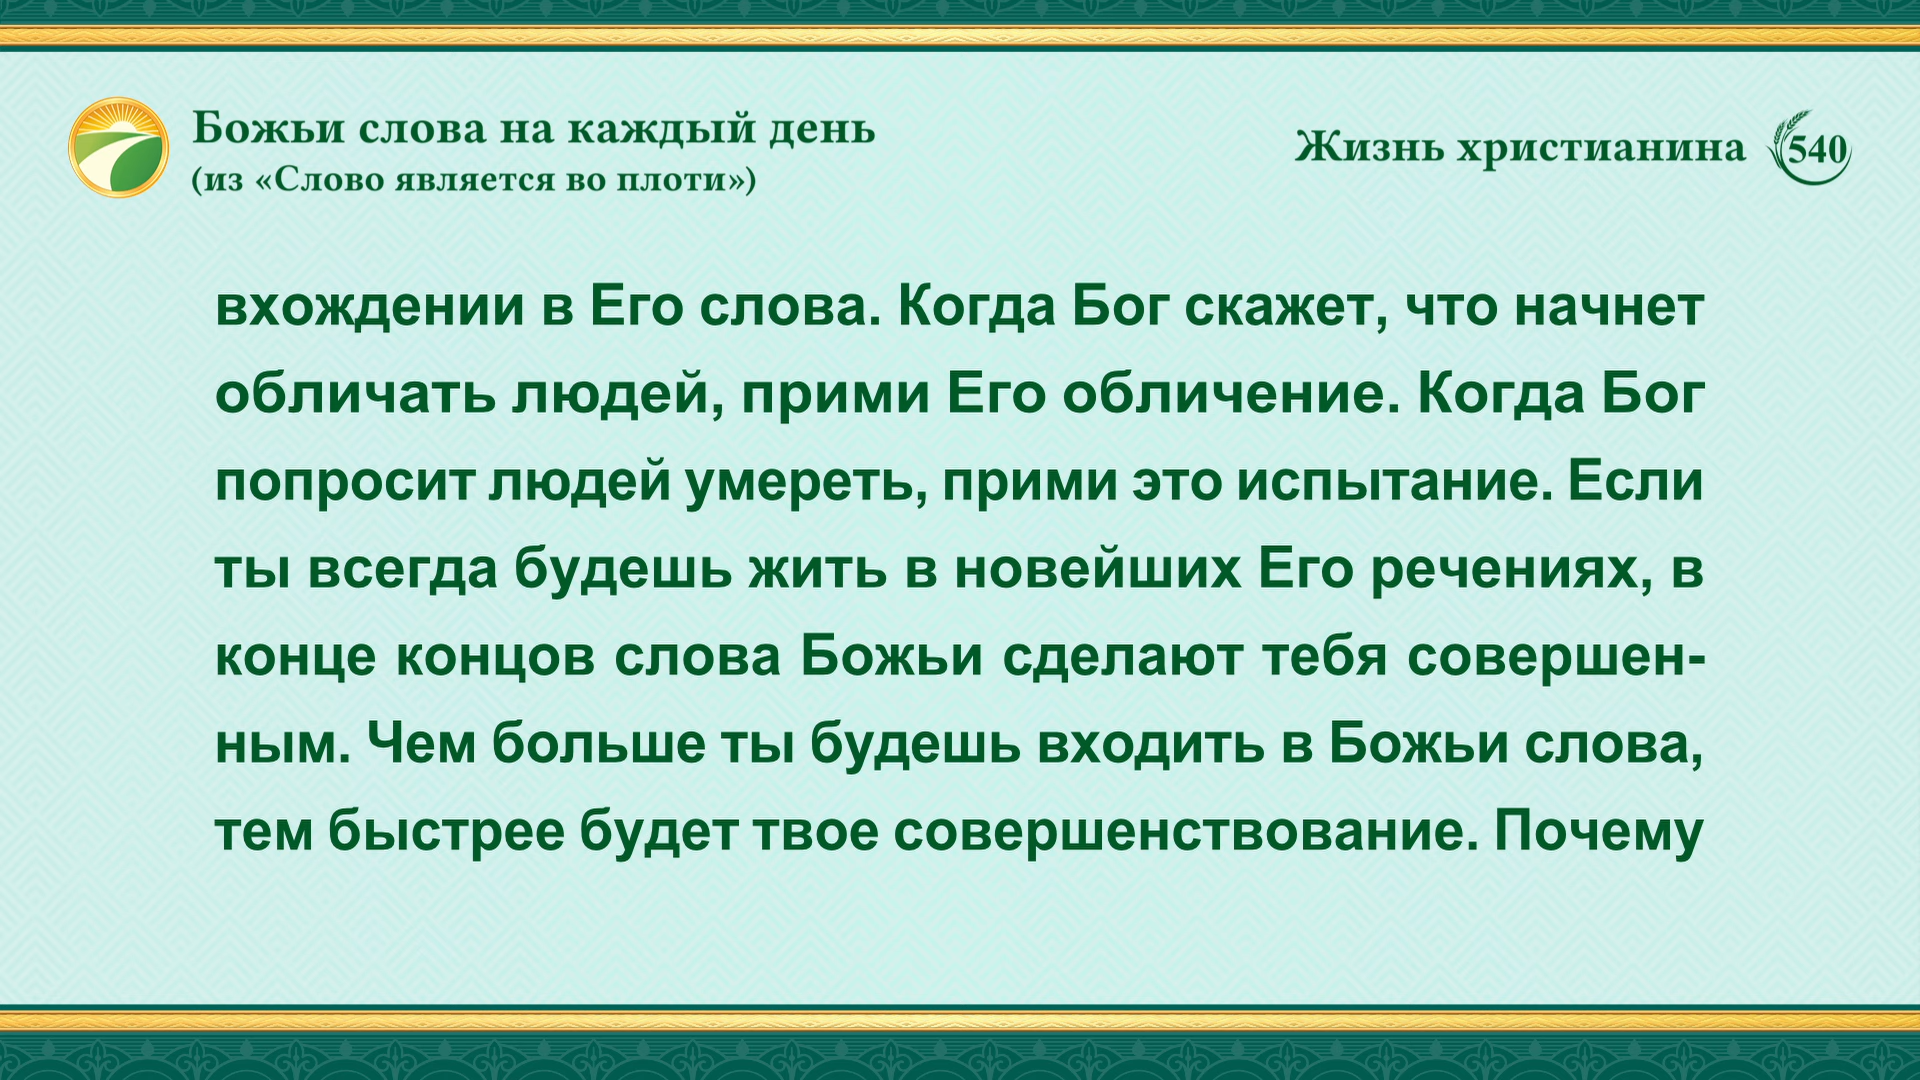 Божьи слова на каждый день
(из «Слово является во плоти»)
Жизнь христианина 540
вхождении в Его слова. Когда Бог скажет, что начнет
обличать людей, прими Его обличение. Когда Бог
попросит людей умереть, прими это испытание. Если
ты всегда будешь жить в новейших Его речениях, в
конце концов слова Божьи сделают тебя совершен-
ным. Чем больше ты будешь входить в Божьи слова,
тем быстрее будет твое совершенствование. Почему